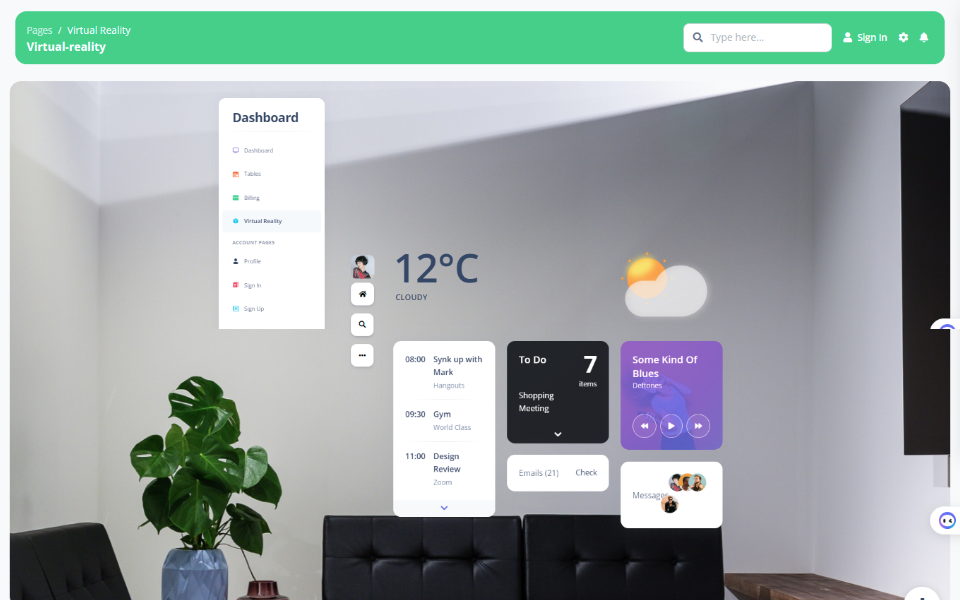 Pages / Virtual Reality
Virtual-reality
Type here...
Sign In
Dashboard
Dashboard
Tables
Billing
Virtual Reality
ACCOUNT PAGES
Profile
Sign In
Sign Up
12°C
CLOUDY
08:00 Synk up with
Mark
Hangouts
09:30 Gym
World Class
11:00 Design
Review
Zoom
To Do 7
items
Shopping
Meeting
Emails (21) Check
Some Kind Of
Blues
Deftones
Messages